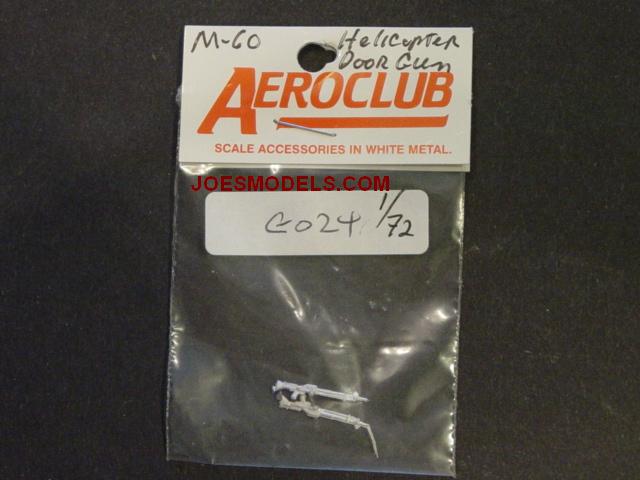 M-60
Helicopter
Door Gun
AEROCLUB
SCALE ACCESSORIES IN WHITE METAL.
JOESMODELS.COM
G024 1/72